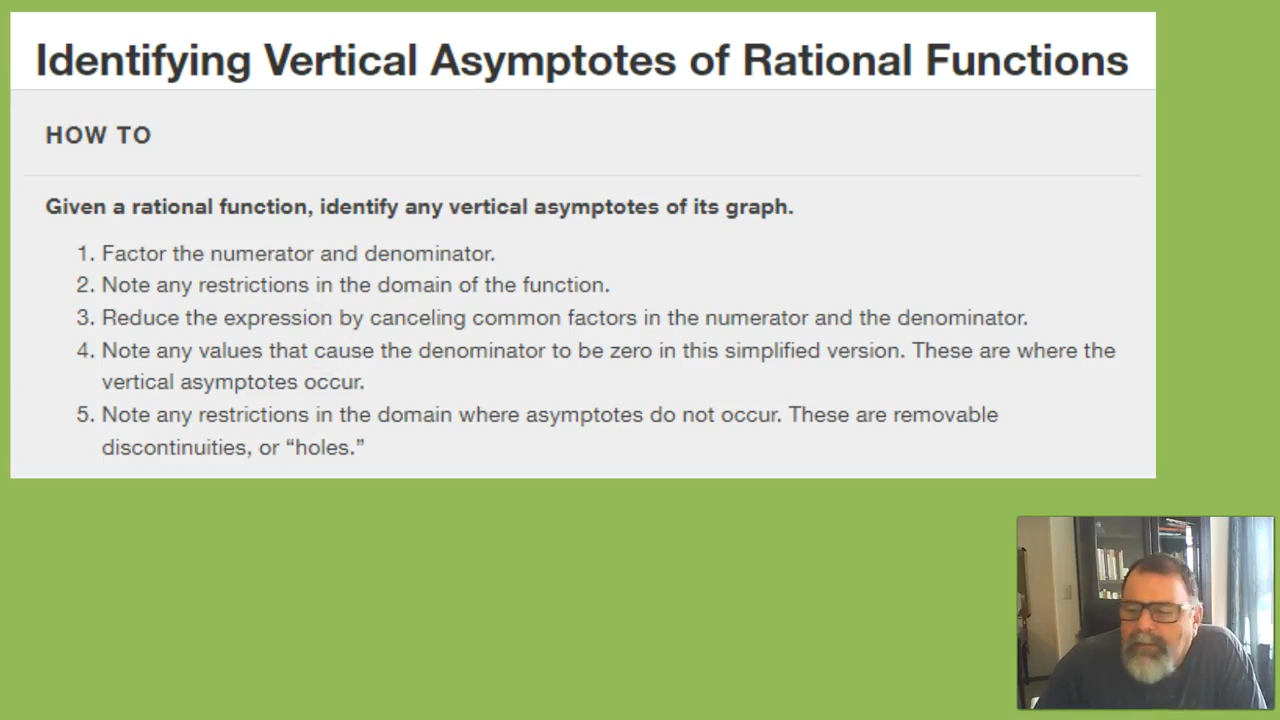 Identifying Vertical Asymptotes of Rational Functions
HOW TO
Given a rational function, identify any vertical asymptotes of its graph.
1. Factor the numerator and denominator.
2. Note any restrictions in the domain of the function.
3. Reduce the expression by canceling common factors in the numerator and the denominator.
4. Note any values that cause the denominator to be zero in this simplified version. These are where the
vertical asymptotes occur.
5. Note any restrictions in the domain where asymptotes do not occur. These are removable
discontinuities, or “holes.”